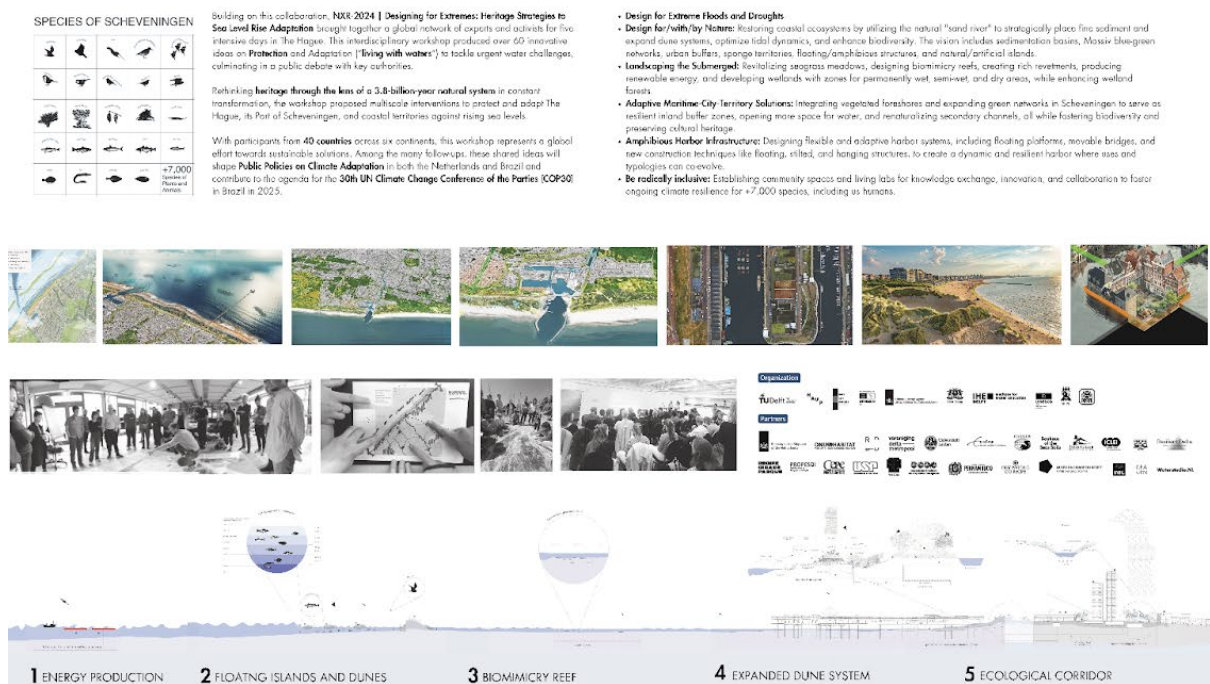 SPECIES OF SCHEVENINGEN
+7,000
Species of
Plants and
Animals
Building on this collaboration, NXR-2024 | Designing for Extremes: Heritage Strategies to
Sea Level Rise Adaptation brought together a global network of experts and activists for five
intensive days in The Hague. This interdisciplinary workshop produced over 60 innovative
ideas on Protection and Adaptation ("living with waters") to tackle urgent water challenges,
culminating in a public debate with key authorities.
Rethinking heritage through the lens of a 3.8-billion-year natural system in constant
transformation, the workshop proposed multiscale interventions to protect and adapt The
Hague, its Port of Scheveningen, and coastal territories against rising sea levels.
With participants from 40 countries across six continents, this workshop represents a global
effort towards sustainable solutions. Among the many followups, these shared ideas will
shape Public Policies on Climate Adaptation in both the Netherlands and Brazil and
contribute to the agenda for the 30th UN Climate Change Conference of the Parties (COP30)
in Brazil in 2025.
• Design for Extreme Floods and Droughts
• Design for/with/by Nature: Restoring coastal ecosystems by utilizing the natural "sand river" to strategically place fine sediment and
expand dune systems, optimize tidal dynamics, and enhance biodiversity. The vision includes sedimentation basins, Massive blue-green
networks, urban buffers, sponge territories, floating/amphibious structures, and natural/artificial islands.
• Landscaping the Submerged: Revitalizing seagrass meadows, designing biomimicry reefs, creating rich revetments, producing
renewable energy, and developing wetlands with zones for permanently wet, semi-wet, and dry areas, while enhancing wetland
forests.
• Adaptive Maritime-City-Territory Solutions: Integrating vegetated foreshores and expanding green networks in Scheveningen to serve as
resilient inland buffer zones, opening more space for water, and renaturalizing secondary channels, all while fostering biodiversity and
preserving cultural heritage.
• Amphibious Harbor Infrastructure: Designing flexible and adaptive harbor systems, including floating platforms, movable bridges, and
new construction techniques like floating, stilted, and hanging structures, to create a dynamic and resilient harbor where uses and
typologies can co-evolve.
• Be radically inclusive: Establishing community spaces and living labs for knowledge exchange, innovation, and collaboration to foster
ongoing climate resilience for +7,000 species, including us humans.
Organization
TUDelft
IHE DELFT
Partners
vereniging
delta
metropool
USP
PERNAMBUCO
Watermedia.NL
1 ENERGY PRODUCTION
2 FLOATNG ISLANDS AND DUNES
3 BIOMIMICRY REEF
4 EXPANDED DUNE SYSTEM
5 ECOLOGICAL CORRIDOR